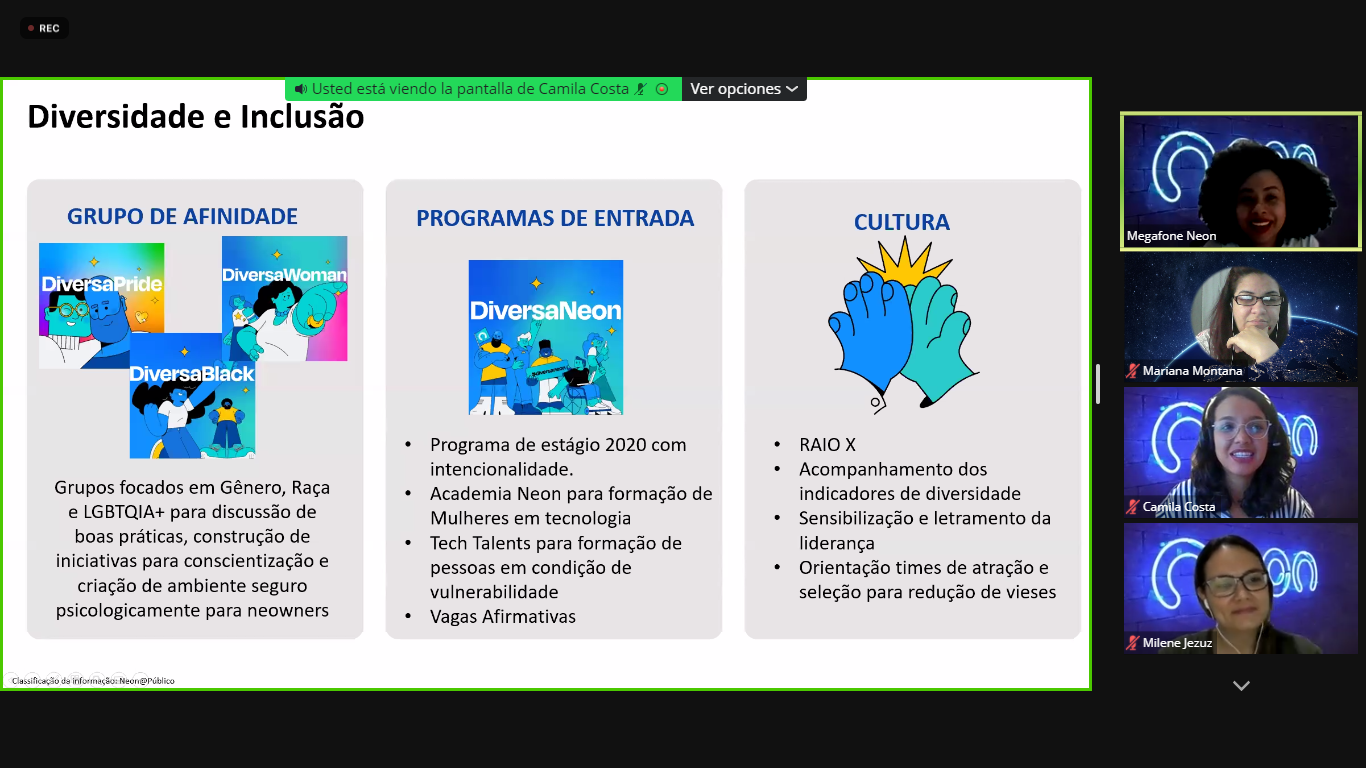 REC
Usted está viendo la pantalla de Camila Costa
Ver opciones
Diversidade e Inclusão
GRUPO DE AFINIDADE
DiversaPride
DiversaWoman
DiversaBlack
Grupos focados em Gênero, Raça
e LGBTQIA+ para discussão de
boas práticas, construção de
iniciativas para conscientização e
criação de ambiente seguro
psicologicamente para neowners
PROGRAMAS DE ENTRADA
DiversaNeon
• Programa de estágio 2020 com
intencionalidade.
• Academia Neon para formação de
Mulheres em tecnologia
• Tech Talents para formação de
pessoas em condição de
vulnerabilidade
• Vagas Afirmativas
CULTURA
• RAIO X
• Acompanhamento dos
indicadores de diversidade
• Sensibilização e letramento da
liderança
• Orientação times de atração e
seleção para redução de vieses
Classificação da informação: Neon@Público
Megafone Neon
Mariana Montana
Camila Costa
Milene Jezuz